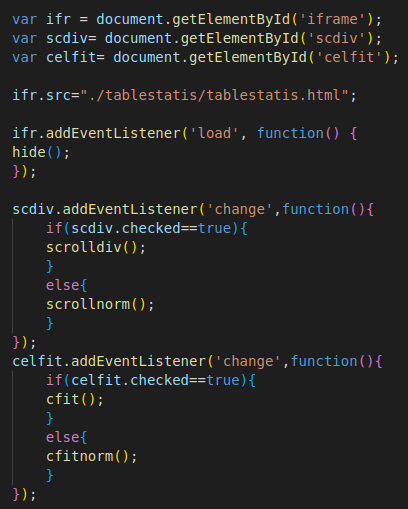 var ifr = document.getElementById('iframe');
var scdiv= document.getElementById('scdiv');
var celfit= document.getElementById('celfit');
ifr.src="./tablestatis/tablestatis.html";
ifr.addEventListener('load', function() {
hide();
});
scdiv.addEventListener('change',function(){
    if(scdiv.checked==true){
    scrolldiv();
    }
    else{
    scrollnorm();
    }
});
celfit.addEventListener('change',function(){
    if(celfit.checked==true){
    cfit();
    }
    else{
    cfitnorm();
    }
});